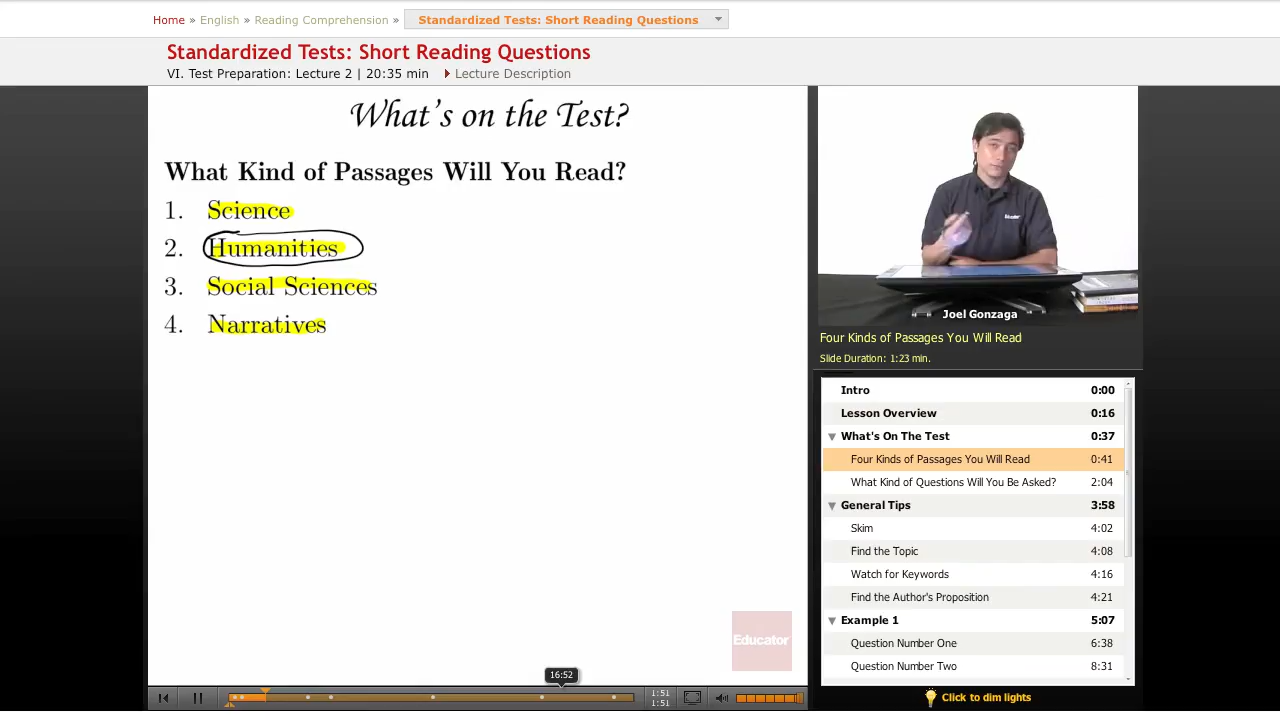 Home » English » Reading Comprehension » Standardized Tests: Short Reading Questions
Standardized Tests: Short Reading Questions
VI. Test Preparation: Lecture 2 | 20:35 min Lecture Description
What's on the Test?
What Kind of Passages Will You Read?
1. Science
2. Humanities
3. Social Sciences
4. Narratives
Educator
Educator
Joel Gonzaga
Four Kinds of Passages You Will Read
Slide Duration: 1:23 min.
Intro 0:00
Lesson Overview 0:16
What's On The Test 0:37
Four Kinds of Passages You Will Read 0:41
What Kind of Questions Will You Be Asked? 2:04
General Tips 3:58
Skim 4:02
Find the Topic 4:08
Watch for Keywords 4:16
Find the Author's Proposition 4:21
Example 1 5:07
Question Number One 6:38
Question Number Two 8:31
16:52
1:51
1:51
Click to dim lights